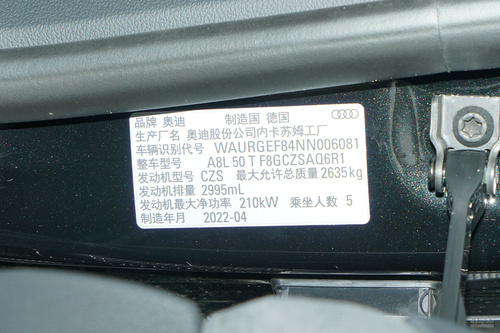 品牌 奥迪 制造国 德国
生产厂名 奥迪股份公司内卡苏姆工厂
车辆识别代号 WAURGEF84NN006081
整车型号 A8L 50 T F8GCZSAQ6R1
发动机型号 CZS 最大允许总质量 2635kg
发动机排量 2995mL
发动机最大净功率 210kW 乘坐人数 5
制造年月 2022-04